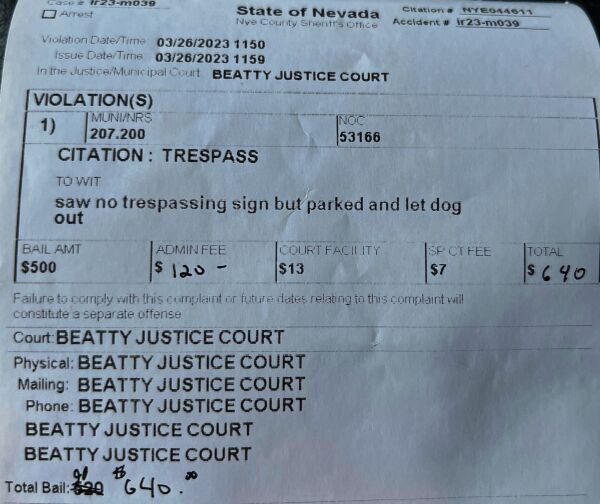 Case # lr23-m039
State of Nevada
Citation # NYE044611
Arrest
Nye County Sheriff's Office
Accident # lr23-m039
Violation Date/Time 03/26/2023 1150
Issue Date/Time 03/26/2023 1159
In the Justice/Municipal Court BEATTY JUSTICE COURT
VIOLATION(S)
1) MUNI/NRS NOC
207.200 53166
CITATION : TRESPASS
TO WIT
saw no trespassing sign but parked and let dog
out
BAIL AMT ADMIN FEE COURT FACILITY SP CT FEE TOTAL
$500 $ 120 - $13 $7 $ 640
Failure to comply with this complaint or future dates relating to this complaint will
constitute a separate offense
Court: BEATTY JUSTICE COURT
Physical: BEATTY JUSTICE COURT
Mailing: BEATTY JUSTICE COURT
Phone: BEATTY JUSTICE COURT
BEATTY JUSTICE COURT
BEATTY JUSTICE COURT
Total Bail: $20 $640.00